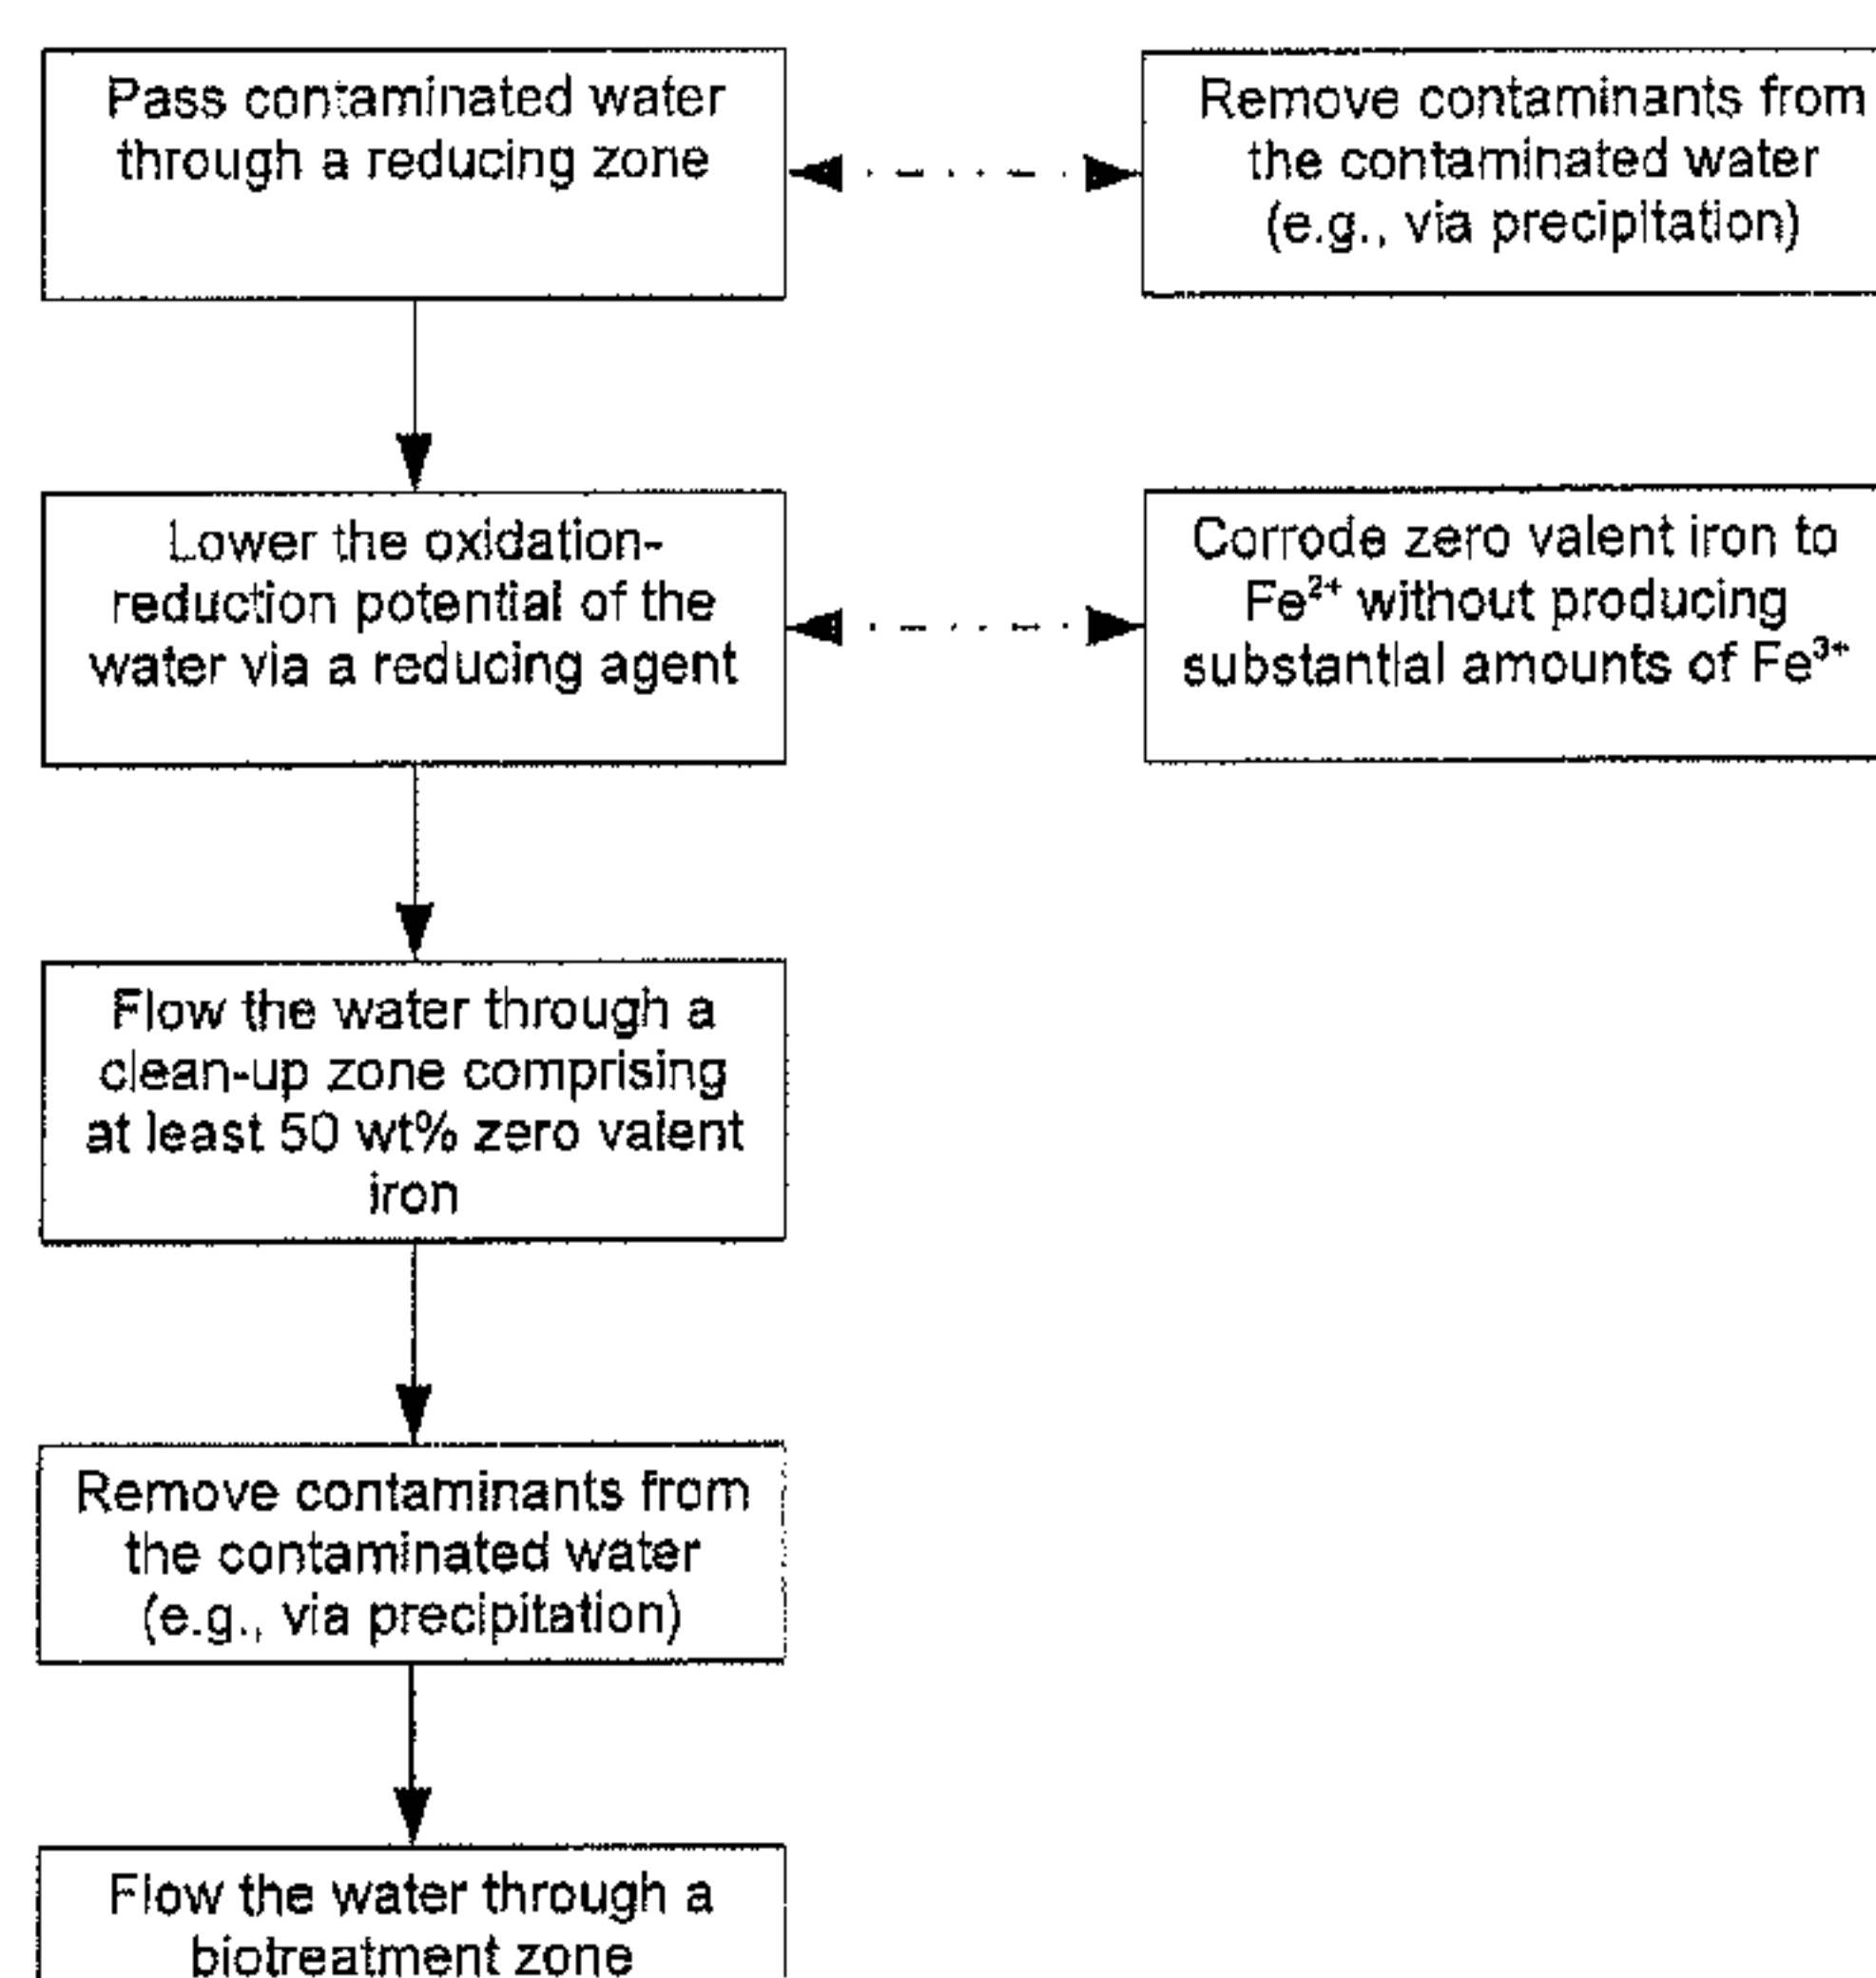 Pass contaminated water
through a reducing zone
Remove contaminants from
the contaminated water
(e.g., via precipitation)
Lower the oxidation-
reduction potential of the
water via a reducing agent
Corrode zero valent iron to
Fe²⁺ without producing
substantial amounts of Fe³⁺
Flow the water through a
clean-up zone comprising
at least 50 wt% zero valent
iron
Remove contaminants from
the contaminated water
(e.g., via precipitation)
Flow the water through a
biotreatment zone